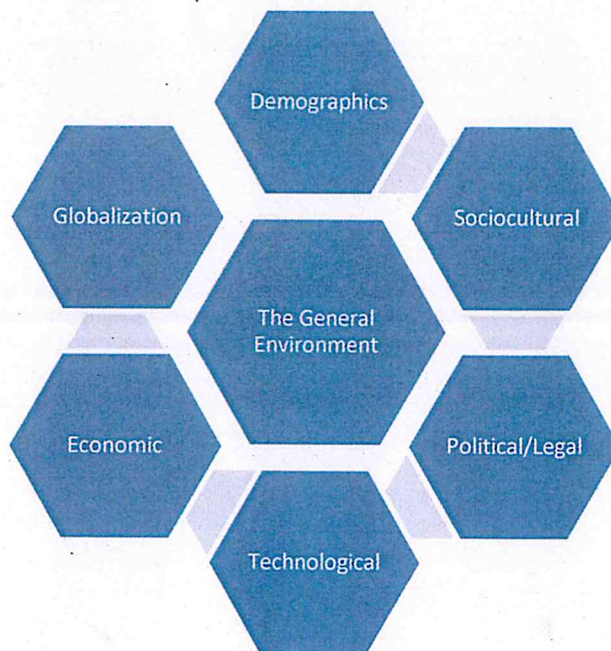 Demographics
Globalization
Sociocultural
The General
Environment
Economic
Political/Legal
Technological